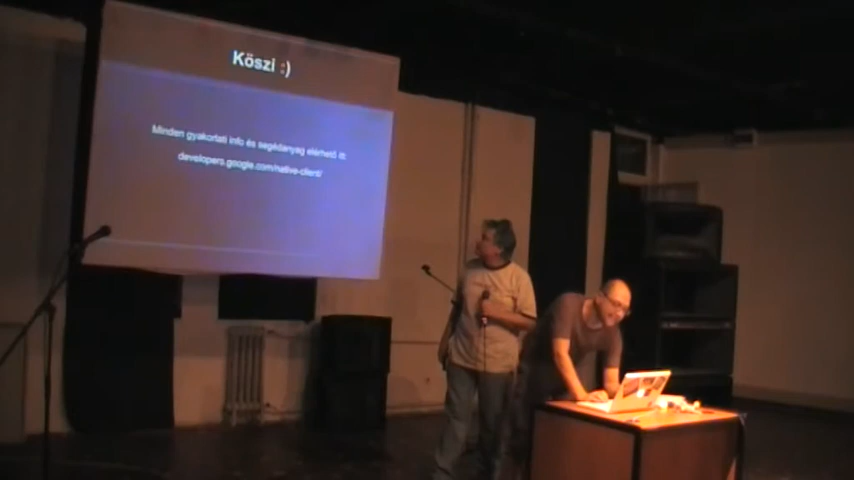 Köszi :)
Minden gyakorlati info és segédanyag elérhető itt:
developers.google.com/native-client/